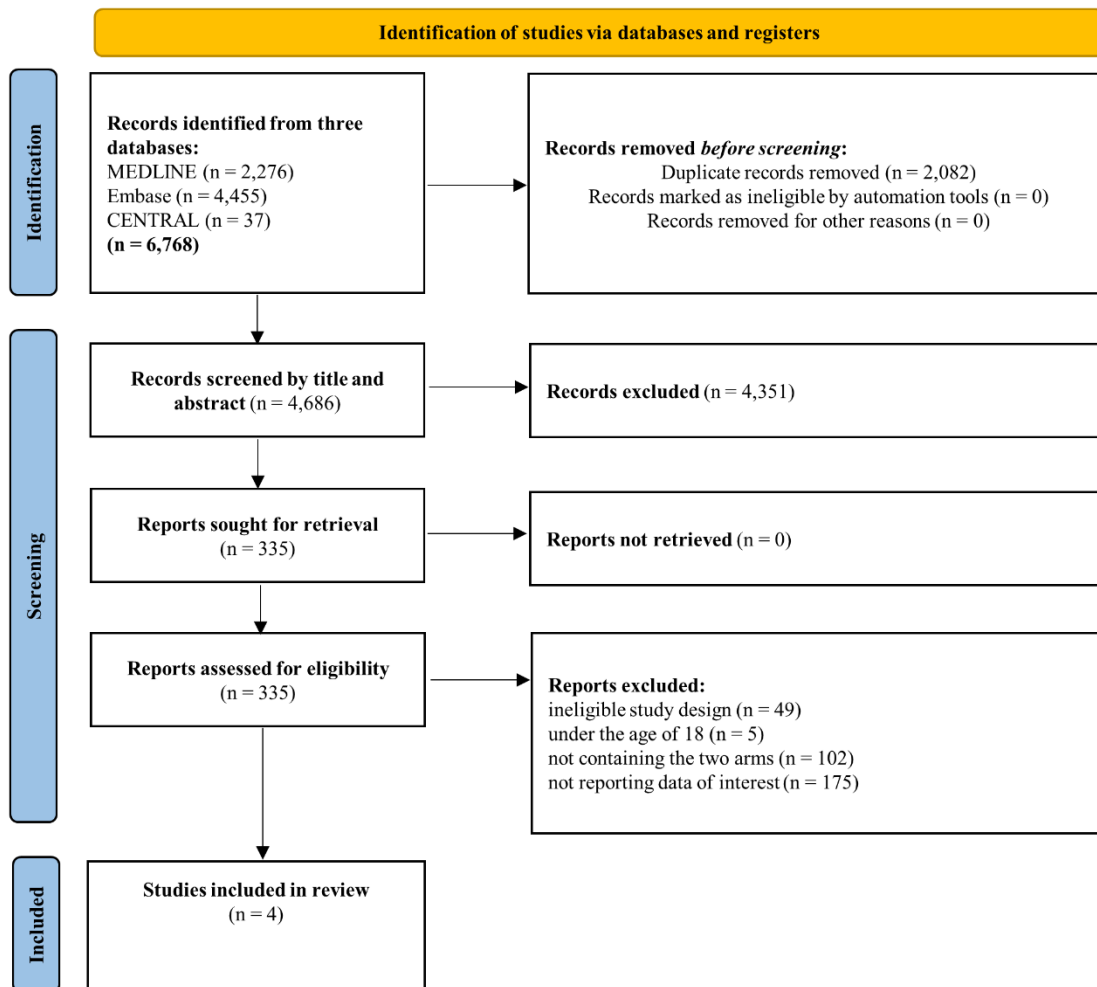 Identification of studies via databases and registers
Identification
Records identified from three
databases:
MEDLINE (n = 2,276)
Embase (n = 4,455)
CENTRAL (n = 37)
(n = 6,768)
Records removed before screening:
Duplicate records removed (n = 2,082)
Records marked as ineligible by automation tools (n = 0)
Records removed for other reasons (n = 0)
Screening
Records screened by title and
abstract (n = 4,686)
Records excluded (n = 4,351)
Reports sought for retrieval
(n = 335)
Reports not retrieved (n = 0)
Reports assessed for eligibility
(n = 335)
Reports excluded:
ineligible study design (n = 49)
under the age of 18 (n = 5)
not containing the two arms (n = 102)
not reporting data of interest (n = 175)
Included
Studies included in review
(n = 4)